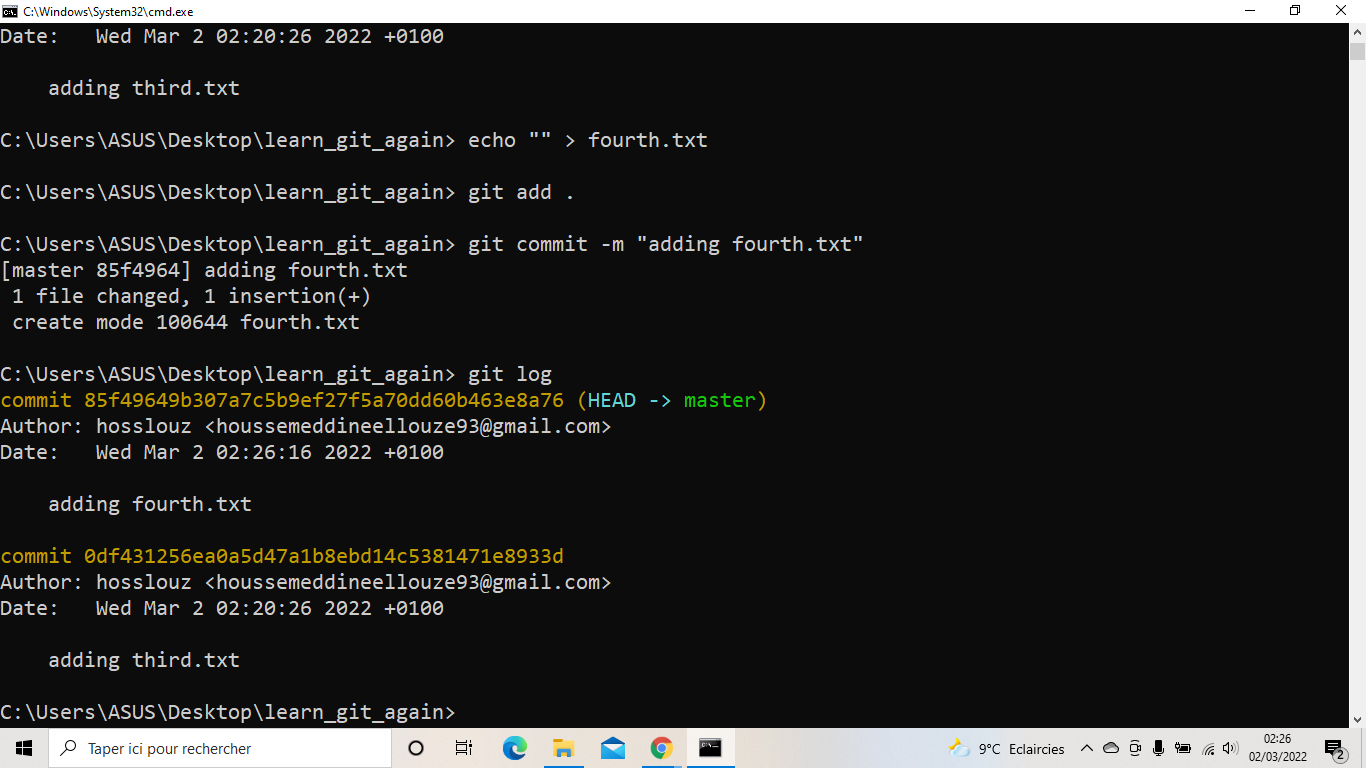 C:\Windows\System32\cmd.exe
Date:   Wed Mar 2 02:20:26 2022 +0100
    adding third.txt
C:\Users\ASUS\Desktop\learn_git_again> echo "" > fourth.txt
C:\Users\ASUS\Desktop\learn_git_again> git add .
C:\Users\ASUS\Desktop\learn_git_again> git commit -m "adding fourth.txt"
[master 85f4964] adding fourth.txt
 1 file changed, 1 insertion(+)
 create mode 100644 fourth.txt
C:\Users\ASUS\Desktop\learn_git_again> git log
commit 85f49649b307a7c5b9ef27f5a70dd60b463e8a76 (HEAD -> master)
Author: hosslouz <houssemeddineellouze93@gmail.com>
Date:   Wed Mar 2 02:26:16 2022 +0100
    adding fourth.txt
commit 0df431256ea0a5d47a1b8ebd14c5381471e8933d
Author: hosslouz <houssemeddineellouze93@gmail.com>
Date:   Wed Mar 2 02:20:26 2022 +0100
    adding third.txt
C:\Users\ASUS\Desktop\learn_git_again>
Taper ici pour rechercher
9°C Eclaircies
02:26
02/03/2022
2